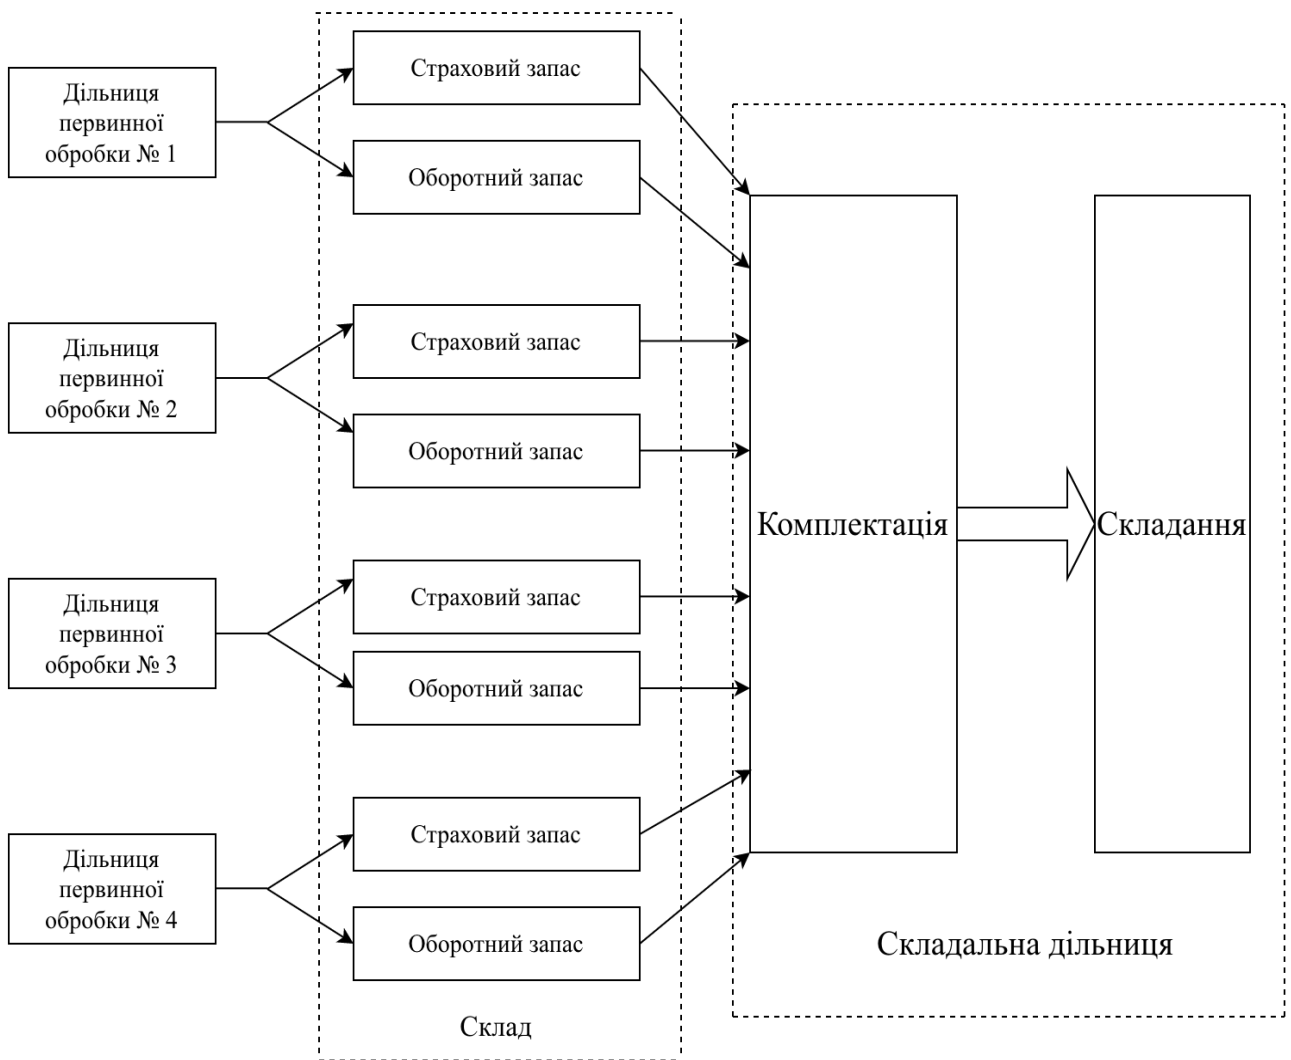 Страховий запас
Дільниця
первинної
обробки № 1
Оборотний запас
Страховий запас
Дільниця
первинної
обробки № 2
Оборотний запас
Комплектація
Складання
Страховий запас
Дільниця
первинної
обробки № 3
Оборотний запас
Страховий запас
Дільниця
первинної
обробки № 4
Оборотний запас
Складальна дільниця
Склад